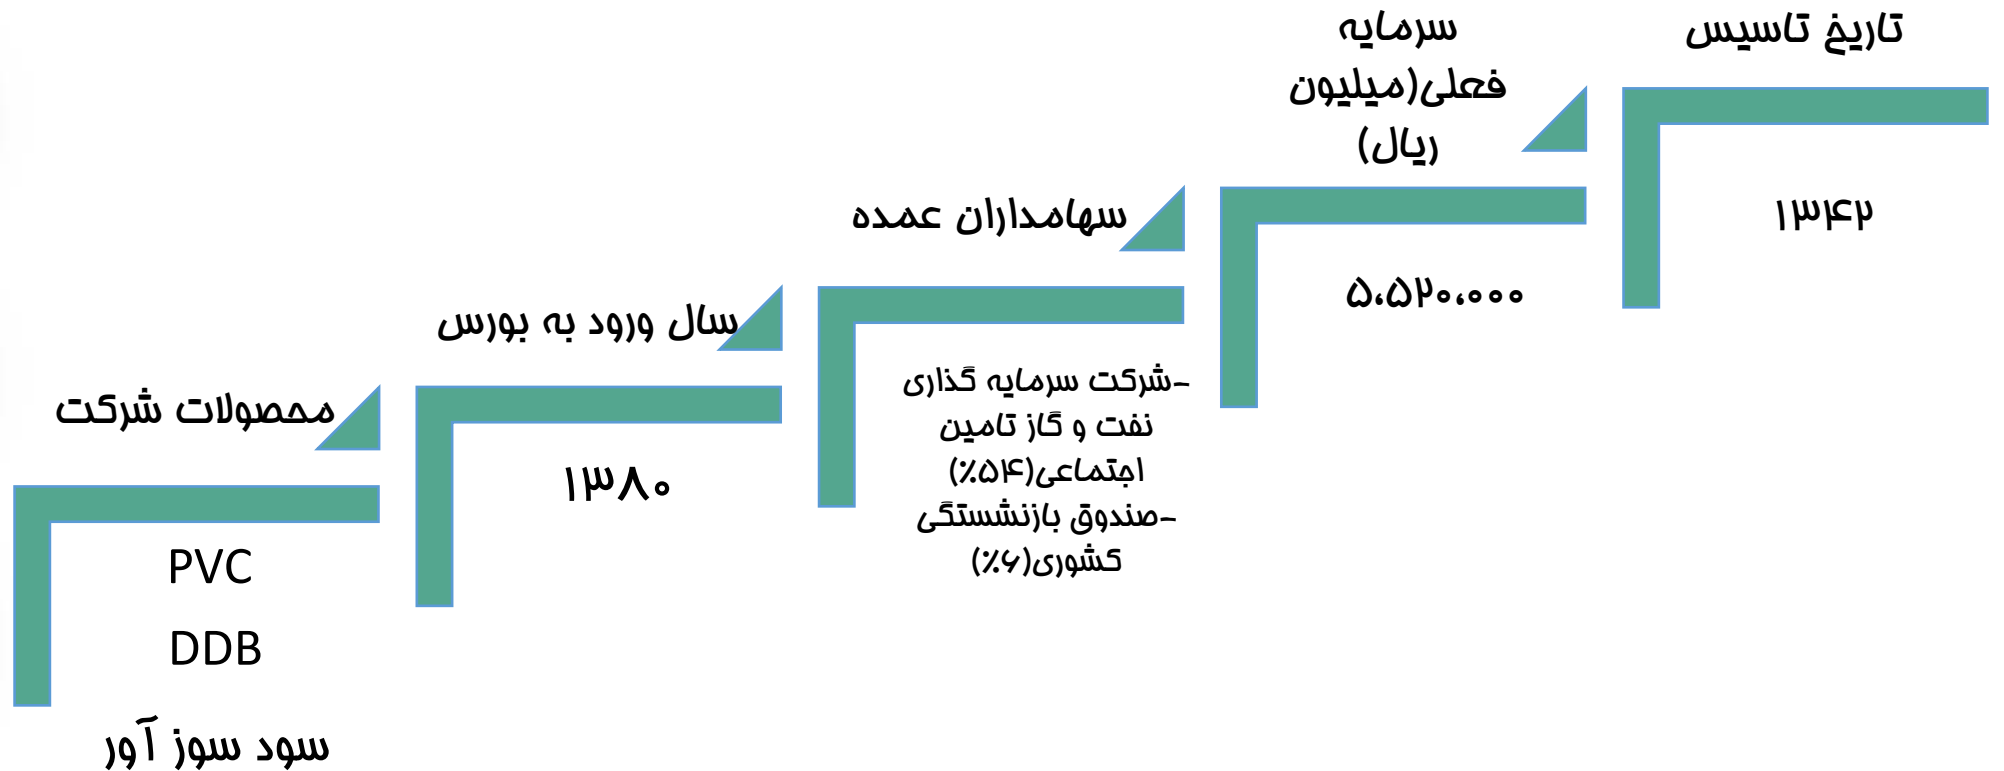 تاریخ تاسیس
۱۳۴۲
سرمایه
فعلی(میلیون
ریال)
۵،۵۲۰،۰۰۰
سهامداران عمده
-شرکت سرمایه گذاری
نفت و گاز تامین
اجتماعی(۵۴٪)
-صندوق بازنشستگی
کشوری(۶٪)
سال ورود به بورس
۱۳۸۰
محصولات شرکت
PVC
DDB
سود سوز آور